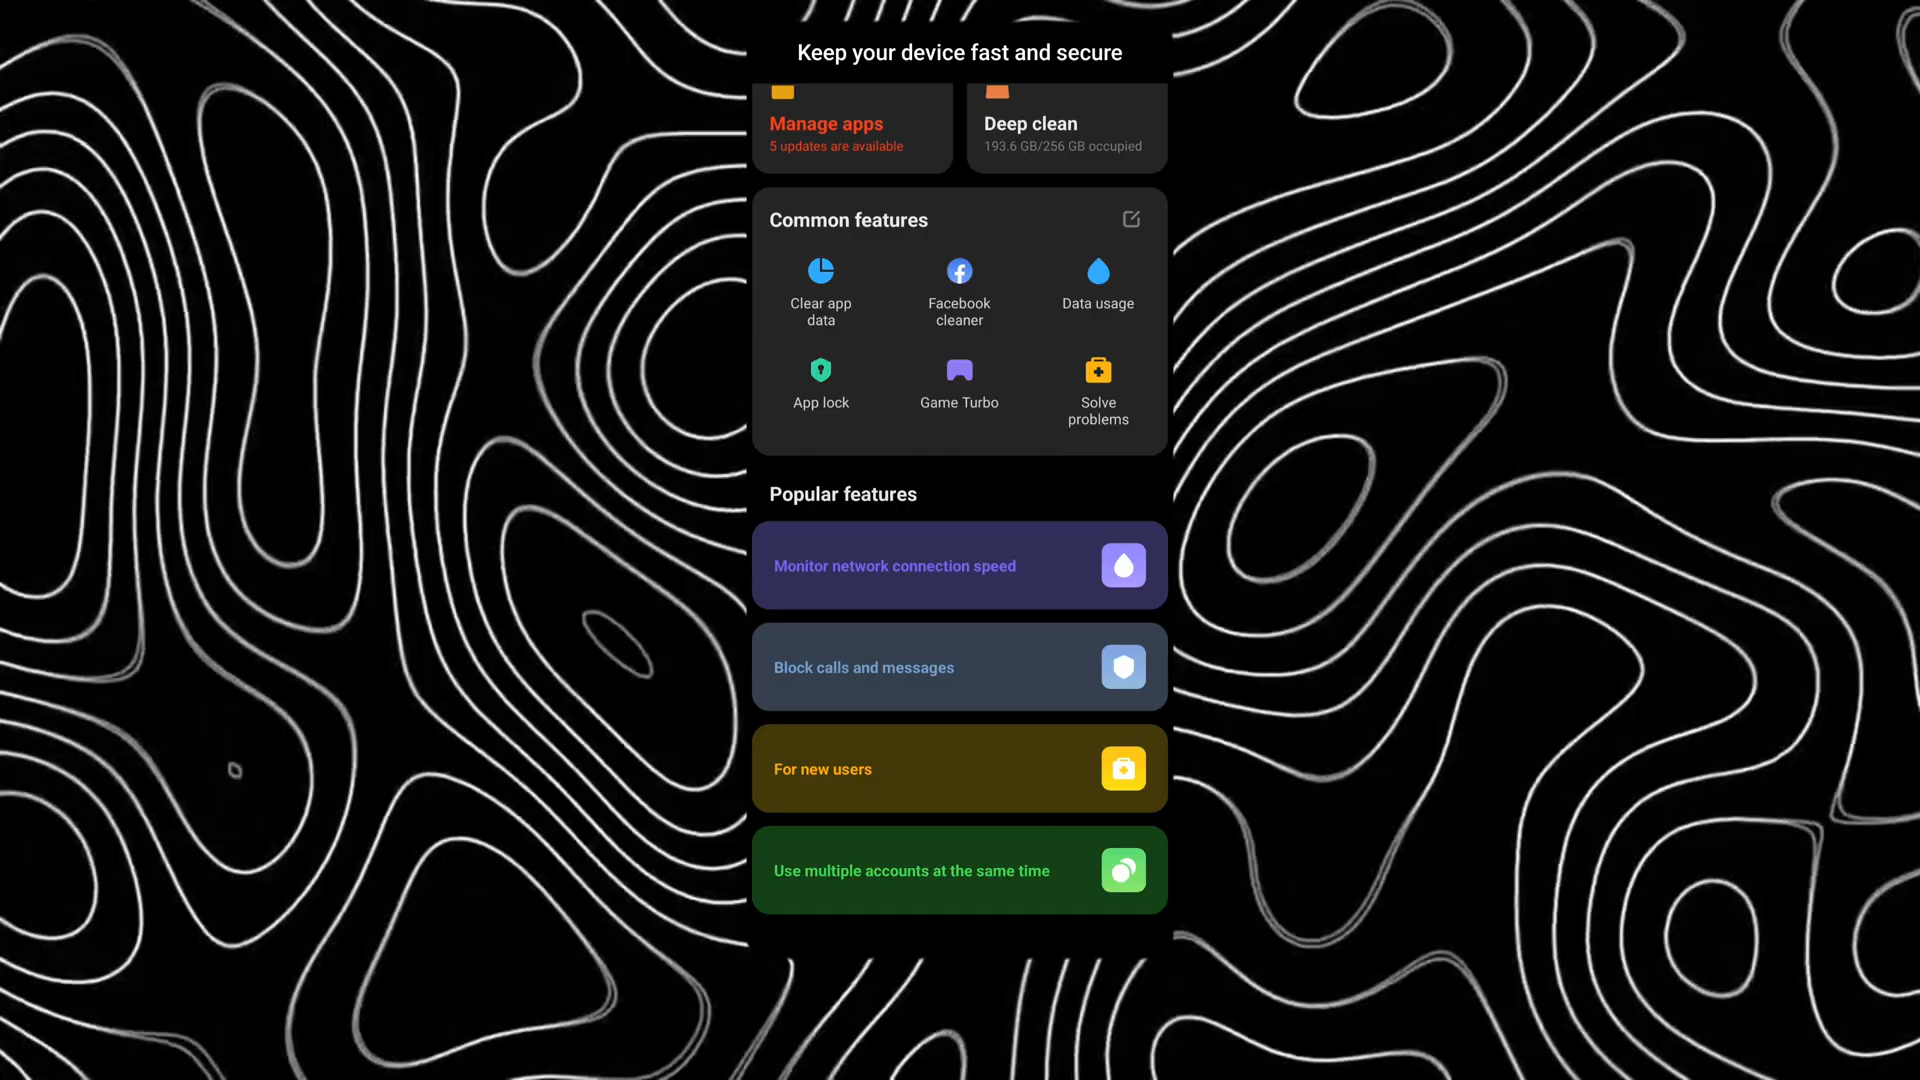 Keep your device fast and secure
Manage apps
5 updates are available
Deep clean
193.6 GB/256 GB occupied
Common features
Clear app
data
Facebook
cleaner
Data usage
App lock
Game Turbo
Solve
problems
Popular features
Monitor network connection speed
Block calls and messages
For new users
Use multiple accounts at the same time